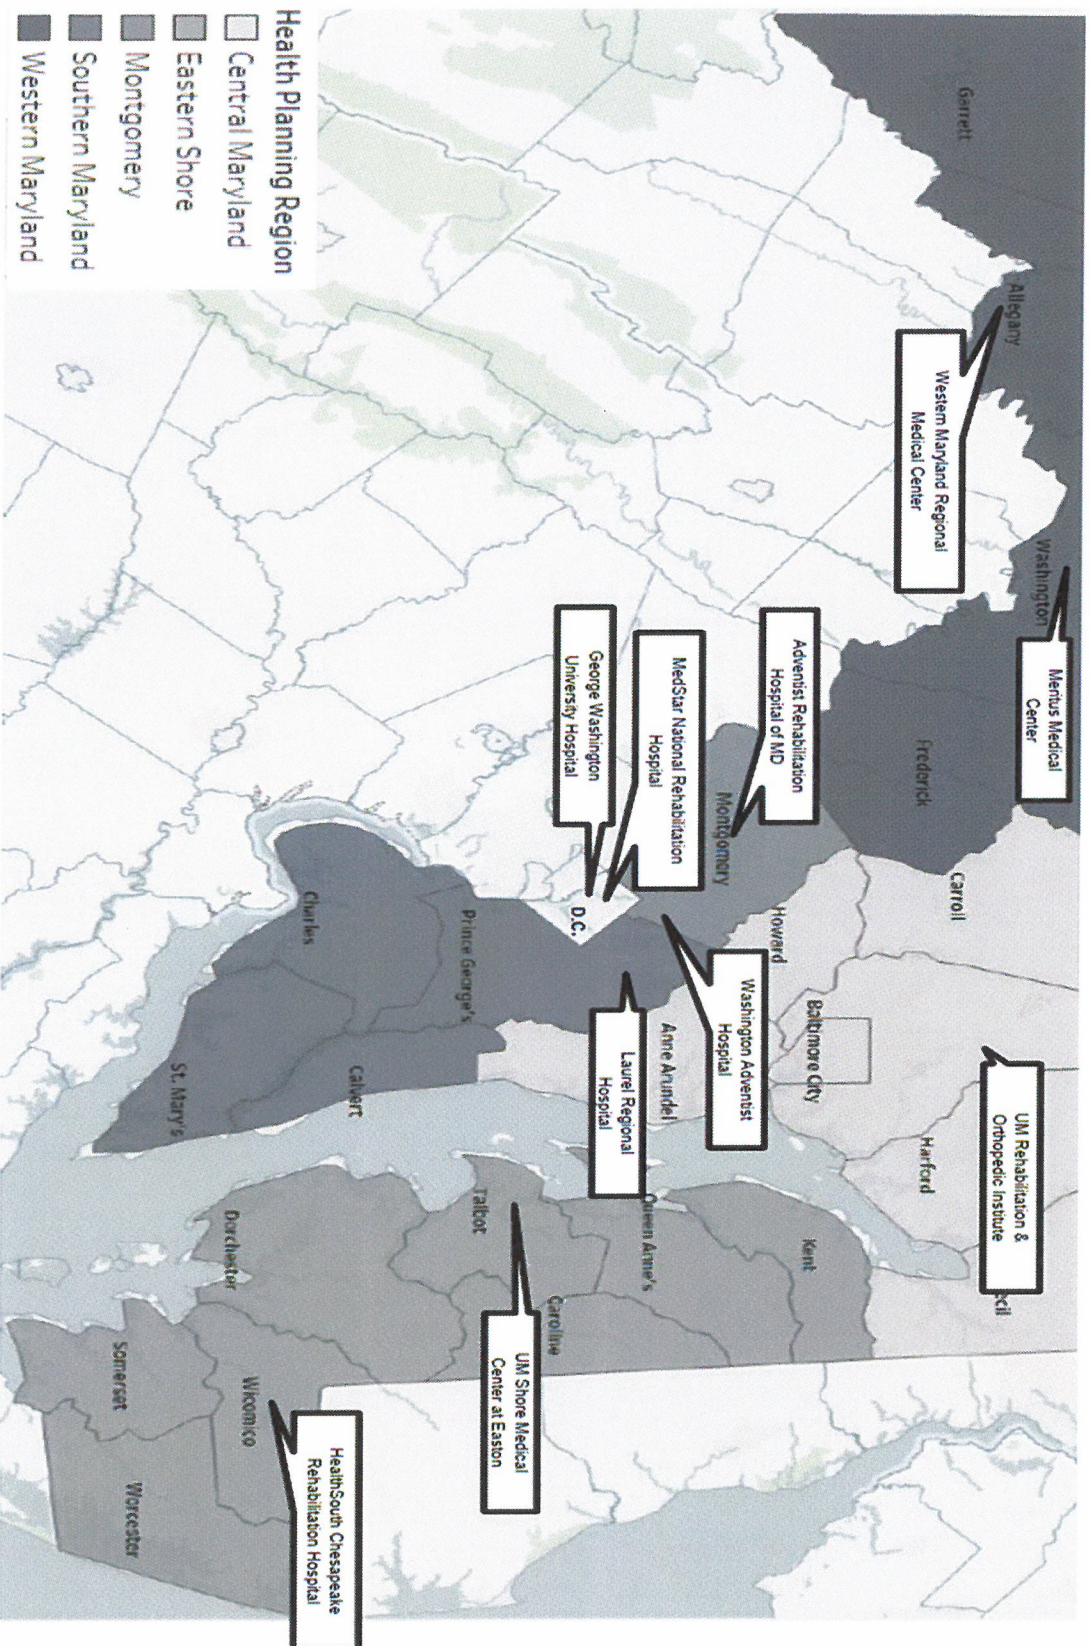 Garrett
Allegany
Western Maryland Regional
Medical Center
Washington
Meritus Medical
Center
Frederick
Carroll
UM Rehabilitation &
Orthopedic Institute
Harford
ecil
Adventist Rehabilitation
Hospital of MD
Montgomery
Howard
Baltimore City
Kent
MedStar National Rehabilitation
Hospital
Washington Adventist
Hospital
Anne Arundel
Queen Anne's
George Washington
University Hospital
D.C.
Laurel Regional
Hospital
Caroline
UM Shore Medical
Center at Easton
Prince George's
Talbot
Charles
Calvert
St. Mary's
Dorchester
Wicomico
HealthSouth Chesapeake
Rehabilitation Hospital
Somerset
Worcester
Health Planning Region
Central Maryland
Eastern Shore
Montgomery
Southern Maryland
Western Maryland